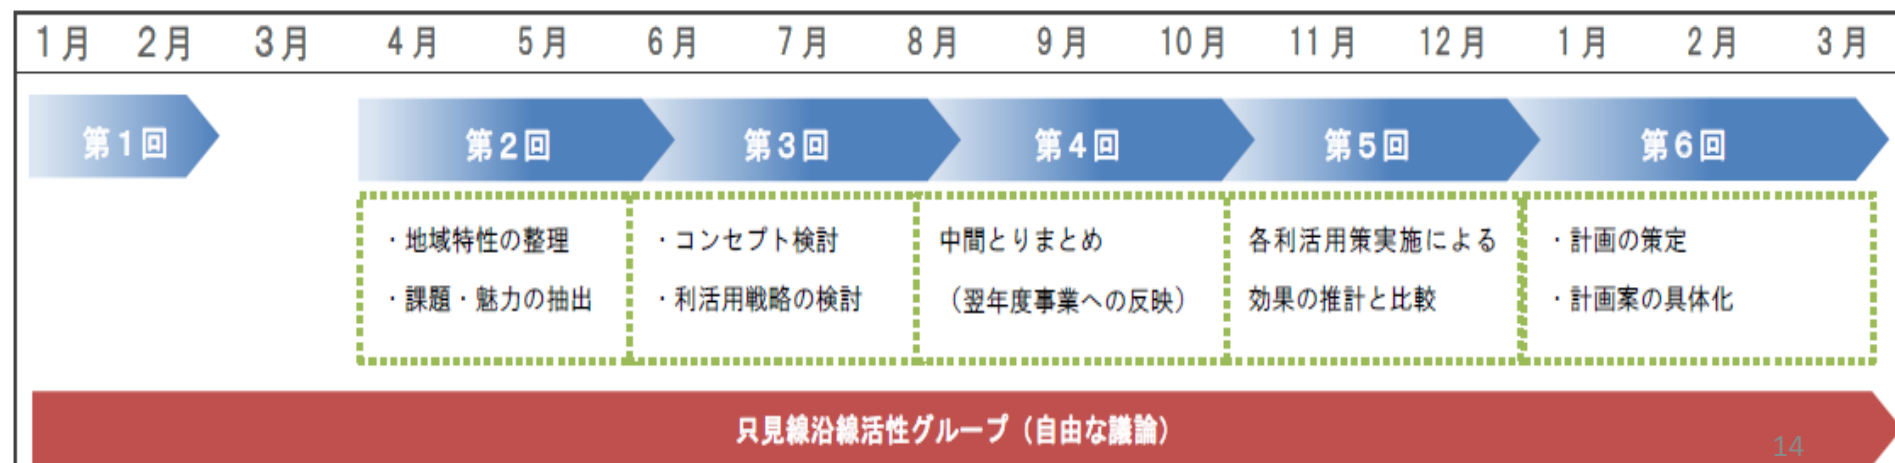 1月 2月 3月 4月 5月 6月 7月 8月 9月 10月 11月 12月 1月 2月 3月
第1回 第2回 第3回 第4回 第5回 第6回
・地域特性の整理
・課題・魅力の抽出
・コンセプト検討
・利活用戦略の検討
中間とりまとめ
（翌年度事業への反映）
各利活用策実施による
効果の推計と比較
・計画の策定
・計画案の具体化
只見線沿線活性グループ（自由な議論）
14